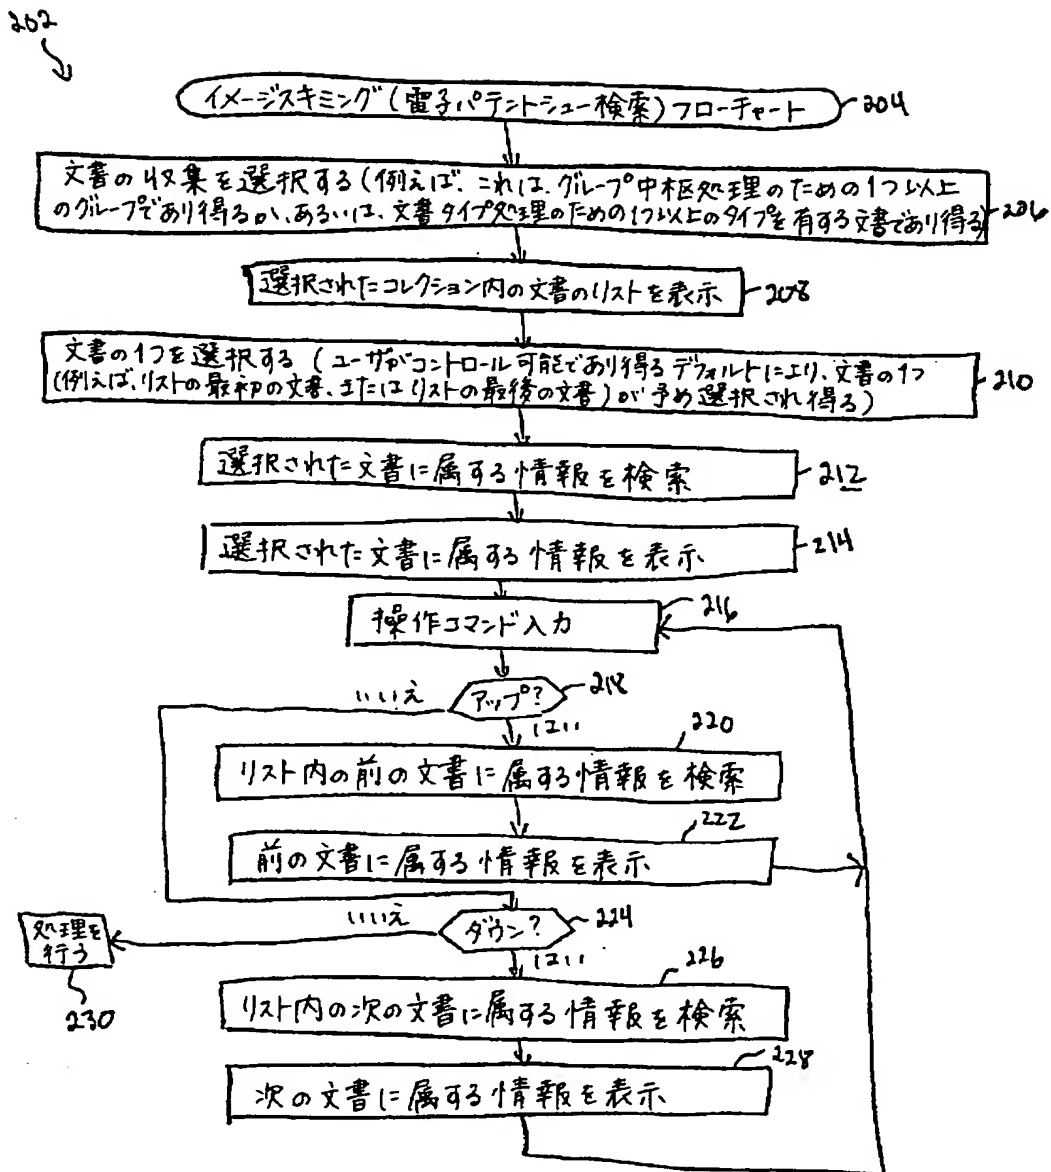 202
イメージスキミング(電子パテントシュー検索)フローチャート
204
文書の収集を選択する(例えば、これは、グループ中枢処理のための1つ以上
のグループであり得るか、あるいは、文書タイプ処理のための1つ以上のタイプを有する文書であり得る)
206
選択されたコレクション内の文書のリストを表示
208
文書の1つを選択する(ユーザがコントロール可能であり得るデフォルトにより、文書の1つ
(例えば、リストの最初の文書、またはリストの最後の文書)が予め選択され得る)
210
選択された文書に属する情報を検索
212
選択された文書に属する情報を表示
214
操作コマンド入力
216
アップ?
218
いいえ
はい
220
リスト内の前の文書に属する情報を検索
222
前の文書に属する情報を表示
いいえ
ダウン?
224
処理を
行う
230
はい
226
リスト内の次の文書に属する情報を検索
228
次の文書に属する情報を表示